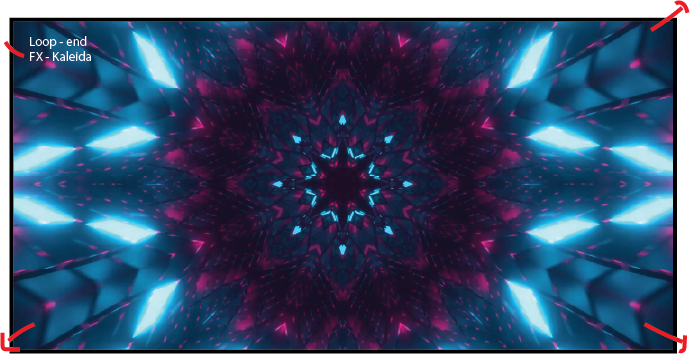 Loop - end
FX - Kaleida